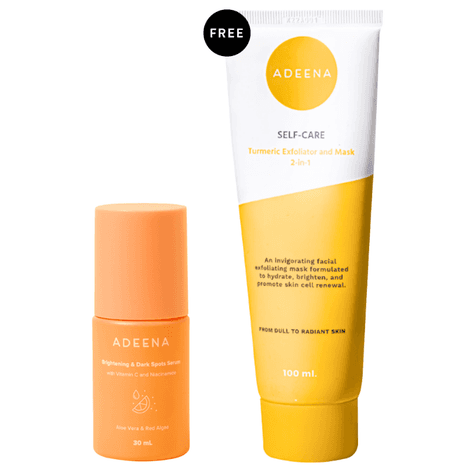 FREE
ADEENA
SELF-CARE
Turmeric Exfoliator and Mask
2-in-1
An invigorating facial
exfoliating mask formulated
to hydrate, brighten, and
promote skin cell renewal.
FROM DULL TO RADIANT SKIN
100 ml.
ADEENA
Brightening & Dark Spots Serum
with Vitamin C and Niacinamide
Aloe Vera & Red Algae
30 mL